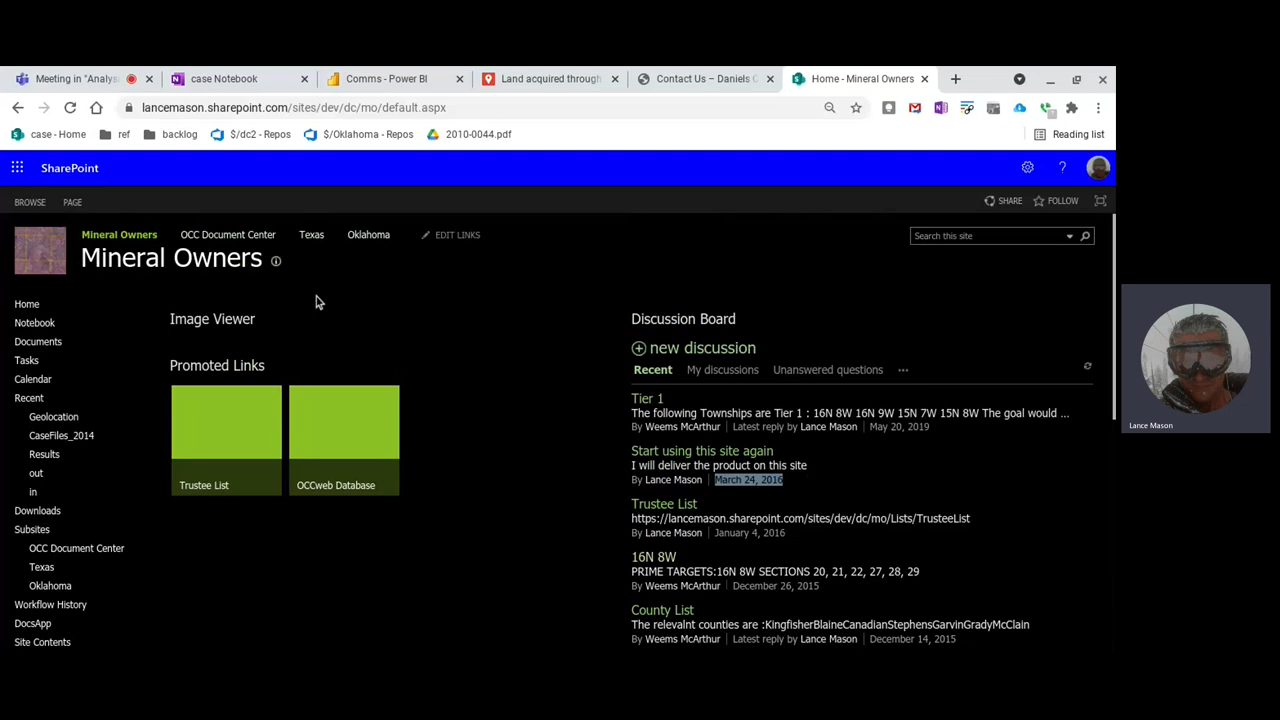 Meeting in "Analys
case Notebook
Comms - Power BI
Land acquired through
Contact Us – Daniels G
Home - Mineral Owners
lancemason.sharepoint.com/sites/dev/dc/mo/default.aspx
case - Home
ref
backlog
$/dc2 - Repos
$/Oklahoma - Repos
2010-0044.pdf
Reading list
SharePoint
BROWSE
PAGE
SHARE
FOLLOW
Mineral Owners
OCC Document Center
Texas
Oklahoma
EDIT LINKS
Search this site
Mineral Owners
Home
Notebook
Documents
Tasks
Calendar
Recent
Geolocation
CaseFiles_2014
Results
out
in
Downloads
Subsites
OCC Document Center
Texas
Oklahoma
Workflow History
DocsApp
Site Contents
Image Viewer
Promoted Links
Trustee List
OCCweb Database
Discussion Board
new discussion
Recent
My discussions
Unanswered questions
...
Tier 1
The following Townships are Tier 1 : 16N 8W 16N 9W 15N 7W 15N 8W The goal would ...
By Weems McArthur | Latest reply by Lance Mason | May 20, 2019
Start using this site again
I will deliver the product on this site
By Lance Mason | March 24, 2016
Trustee List
https://lancemason.sharepoint.com/sites/dev/dc/mo/Lists/TrusteeList
By Lance Mason | January 4, 2016
16N 8W
PRIME TARGETS:16N 8W SECTIONS 20, 21, 22, 27, 28, 29
By Weems McArthur | December 26, 2015
County List
The relevalnt counties are :KingfisherBlaineCanadianStephensGarvinGradyMcClain
By Weems McArthur | Latest reply by Lance Mason | December 14, 2015
Lance Mason